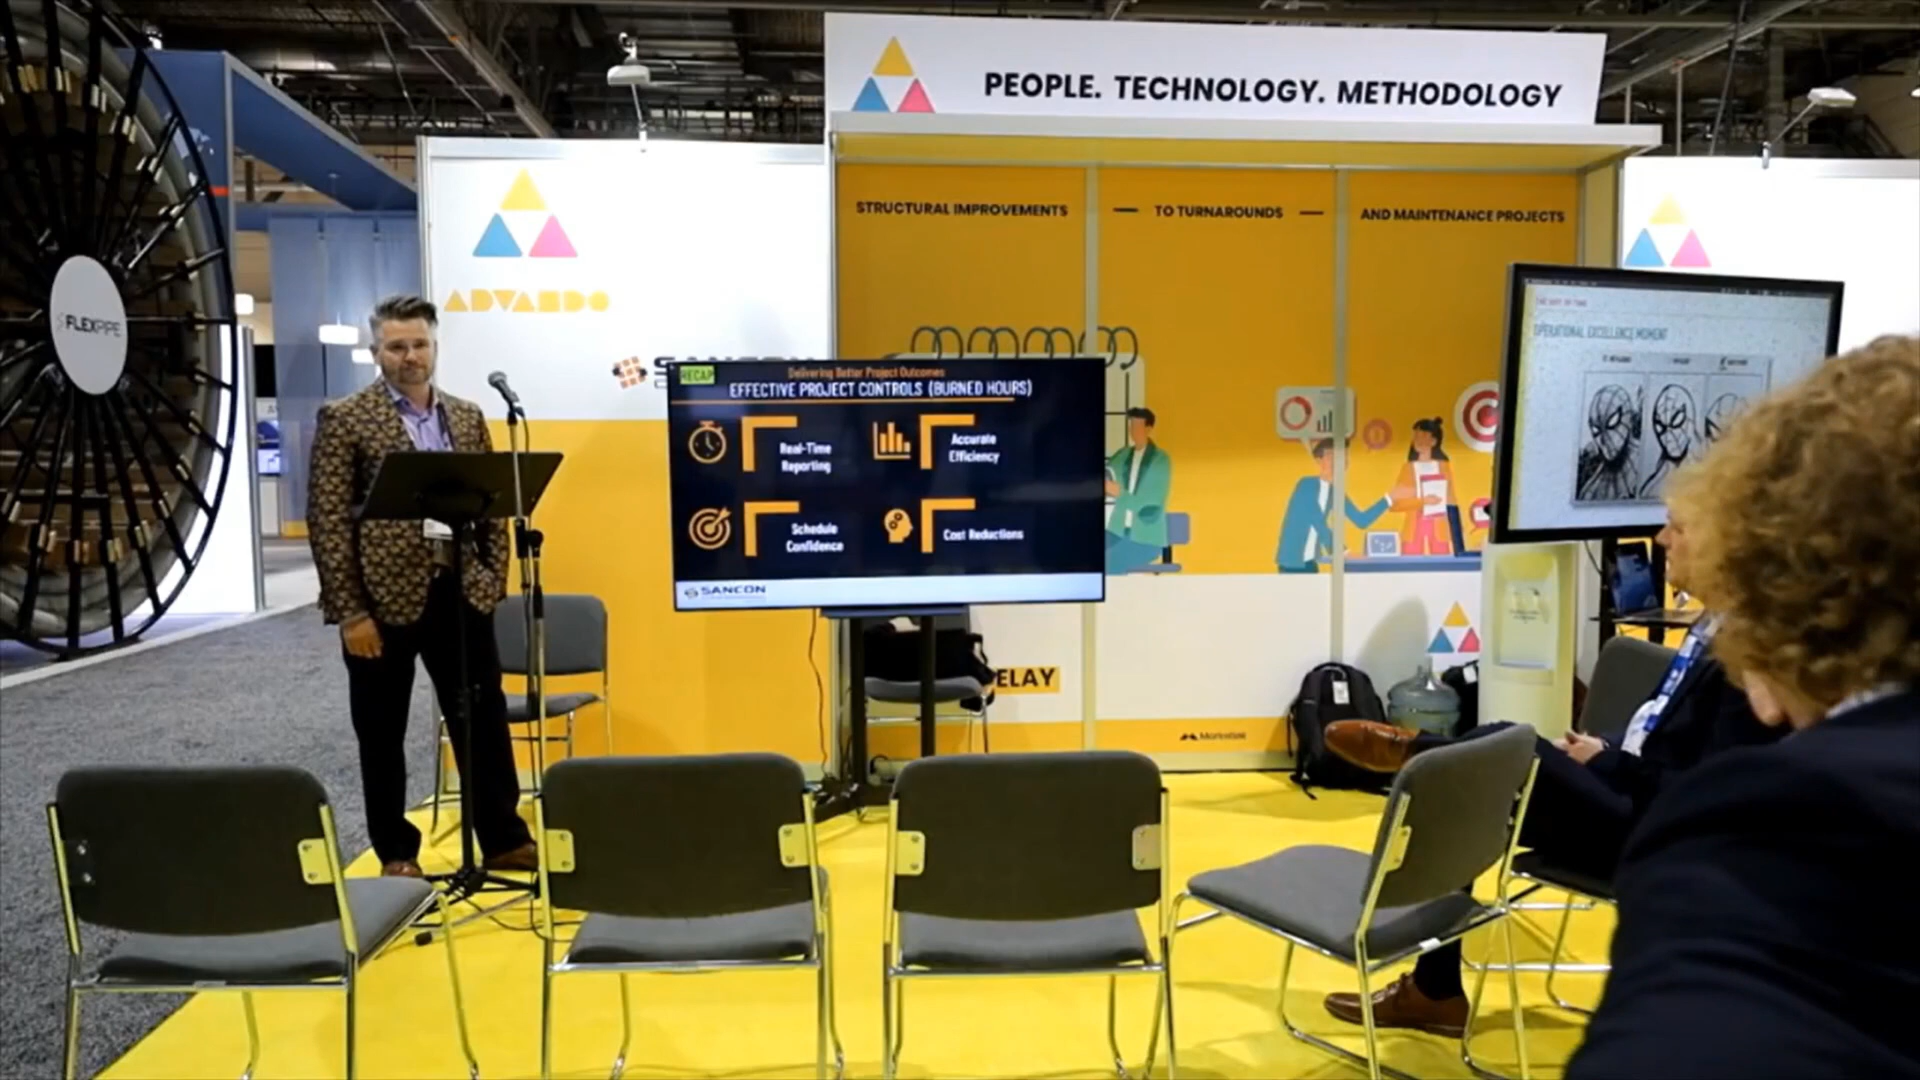 PEOPLE. TECHNOLOGY. METHODOLOGY
STRUCTURAL IMPROVEMENTS — TO TURNAROUNDS — AND MAINTENANCE PROJECTS
ADVANDO
FLEXPIPE
SANCON
RECAP
Delivering Better Project Outcomes
EFFECTIVE PROJECT CONTROLS (BURNED HOURS)
Real-Time
Reporting
Accurate
Efficiency
Schedule
Confidence
Cost Reductions
SANCON
OPERATIONAL EXCELLENCE MOMENT
ELAY